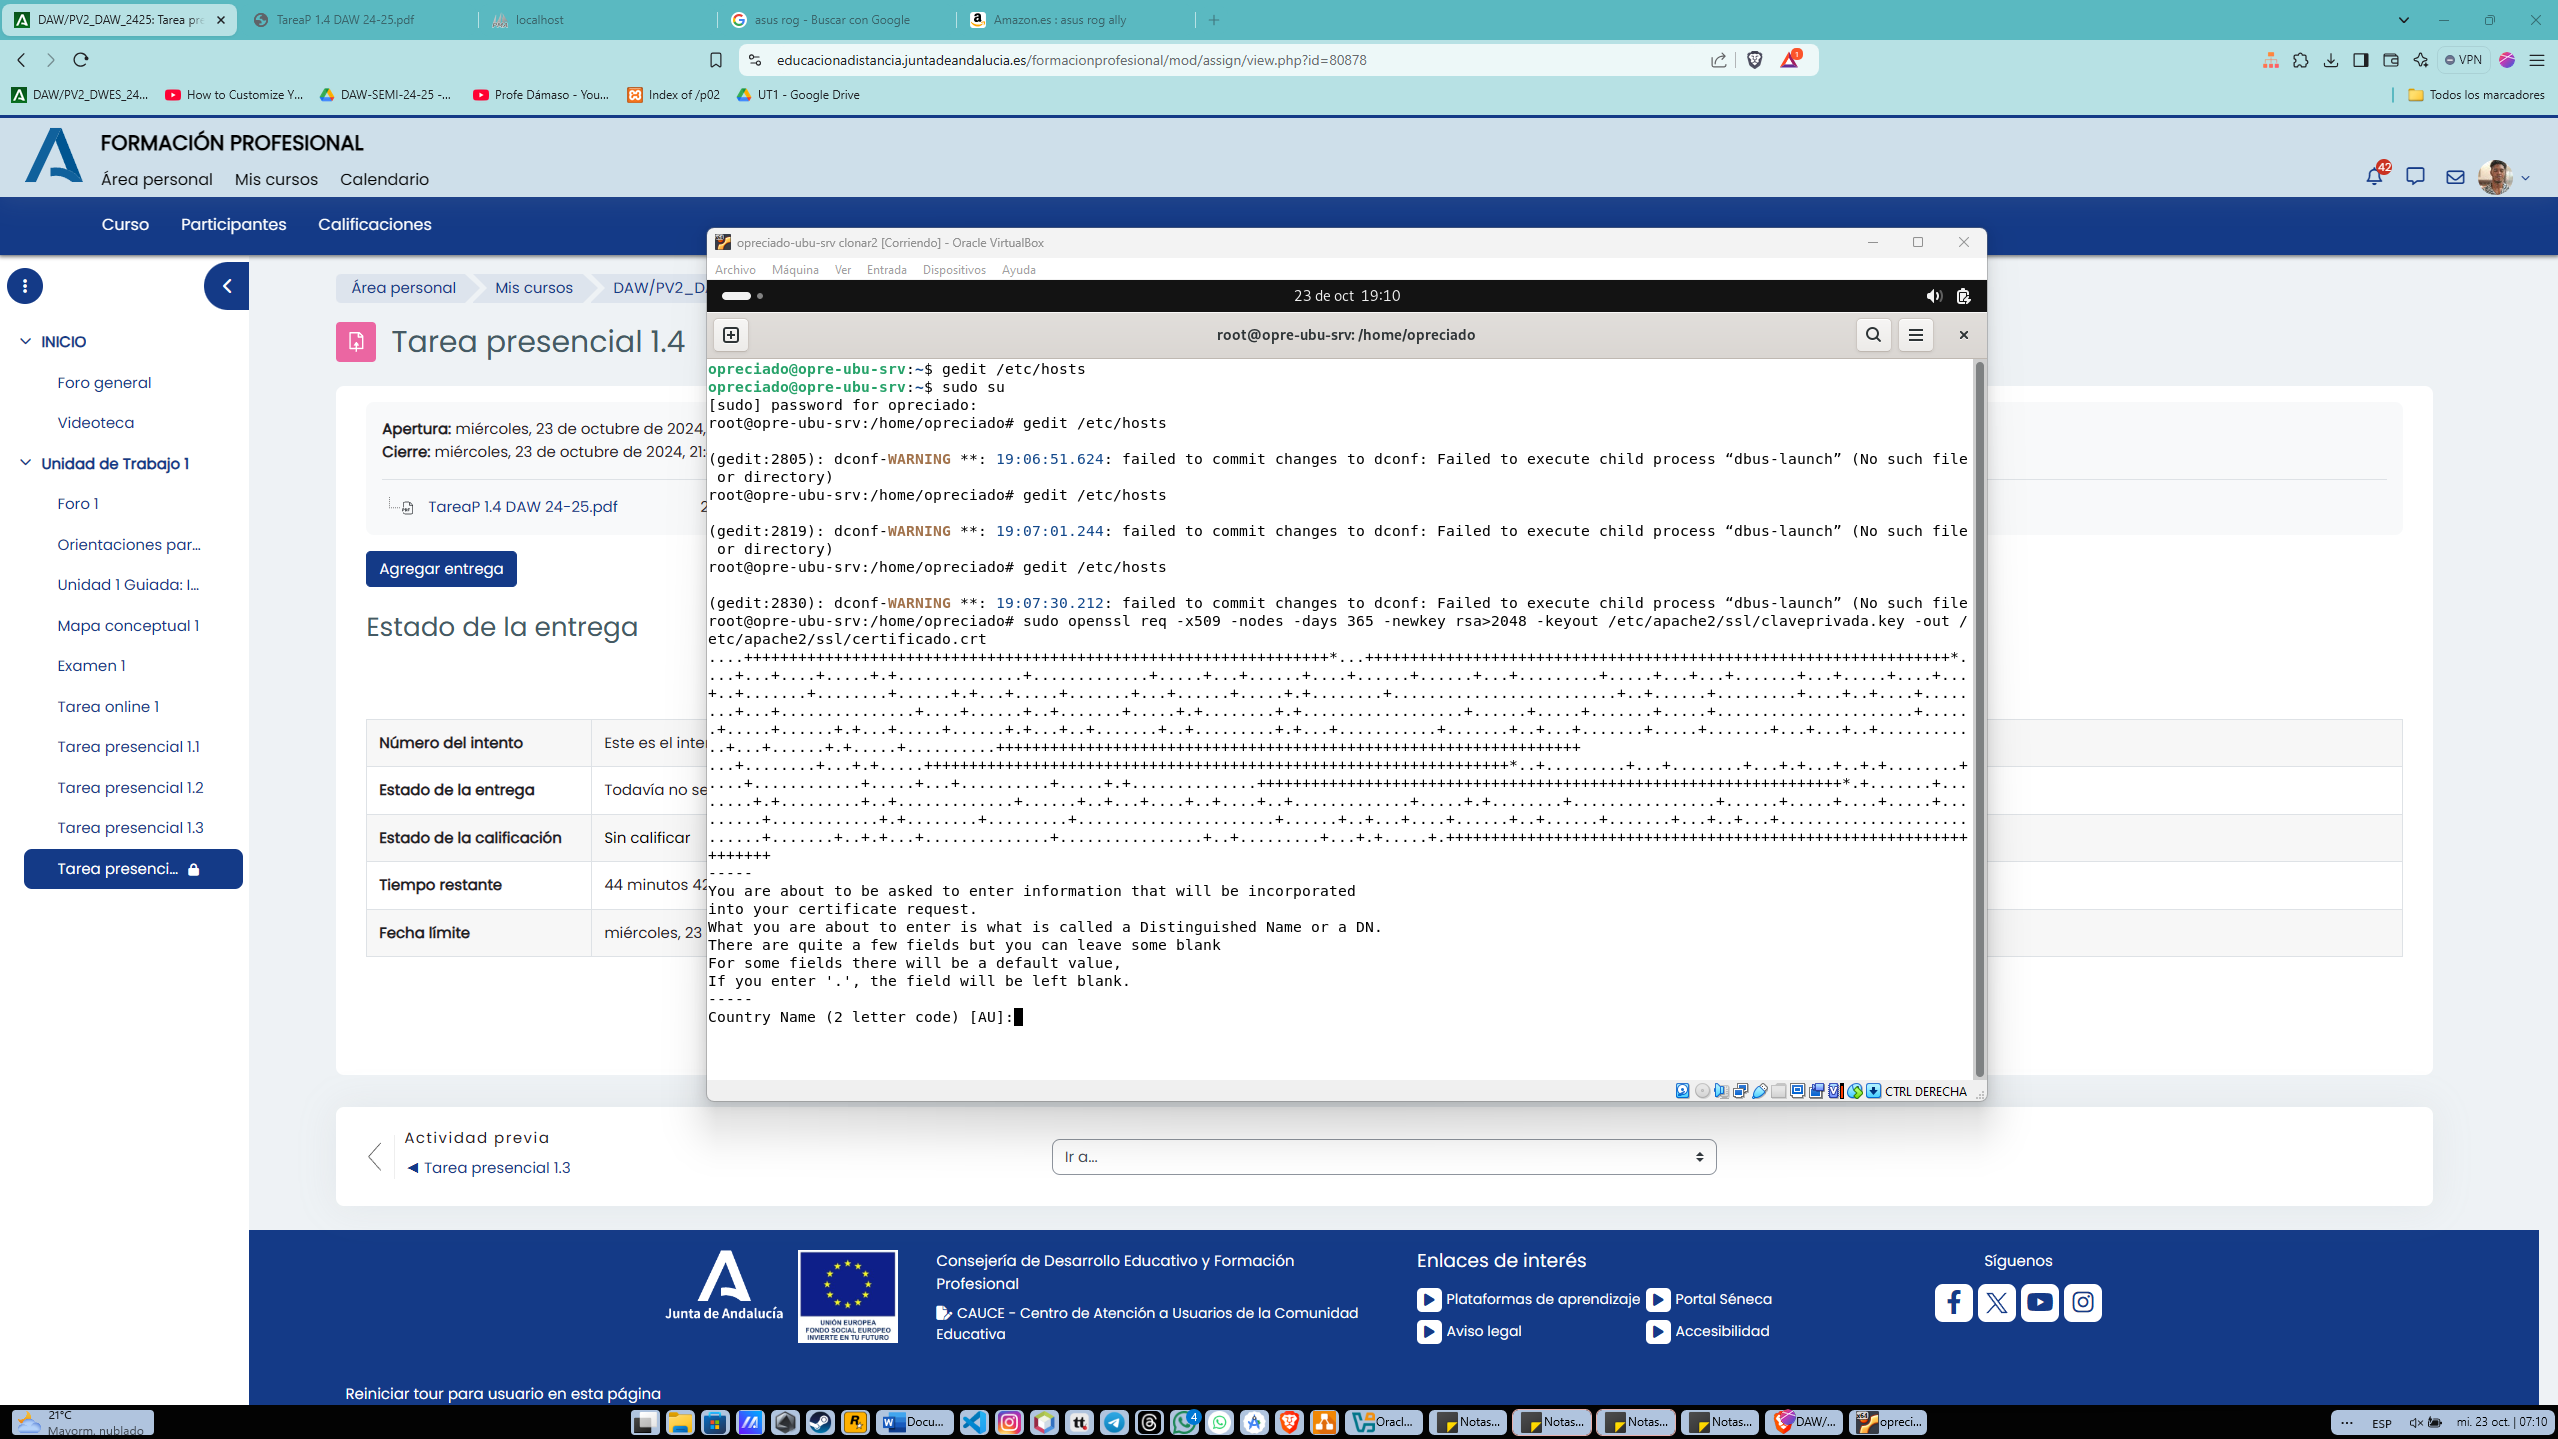 DAW/PV2_DAW_2425: Tarea pre
TareaP 1.4 DAW 24-25.pdf
localhost
asus rog - Buscar con Google
Amazon.es : asus rog ally
educacionadistancia.juntadeandalucia.es/formacionprofesional/mod/assign/view.php?id=80878
VPN
DAW/PV2_DWES_24...
How to Customize Y...
DAW-SEMI-24-25 -...
Profe Dámaso - You...
Index of /p02
UT1 - Google Drive
Todos los marcadores
FORMACIÓN PROFESIONAL
Área personal
Mis cursos
Calendario
42
Curso
Participantes
Calificaciones
INICIO
Foro general
Videoteca
Unidad de Trabajo 1
Foro 1
Orientaciones par...
Unidad 1 Guiada: I...
Mapa conceptual 1
Examen 1
Tarea online 1
Tarea presencial 1.1
Tarea presencial 1.2
Tarea presencial 1.3
Tarea presenci...
Área personal
Mis cursos
DAW/PV2_D
Tarea presencial 1.4
Apertura: miércoles, 23 de octubre de 2024,
Cierre: miércoles, 23 de octubre de 2024, 21:
TareaP 1.4 DAW 24-25.pdf
2
Agregar entrega
Estado de la entrega
Número del intento
Este es el inte
Estado de la entrega
Todavía no se
Estado de la calificación
Sin calificar
Tiempo restante
44 minutos 42
Fecha límite
miércoles, 23
opreciado-ubu-srv clonar2 [Corriendo] - Oracle VirtualBox
Archivo Máquina Ver Entrada Dispositivos Ayuda
23 de oct 19:10
root@opre-ubu-srv: /home/opreciado
opreciado@opre-ubu-srv:~$ gedit /etc/hosts
opreciado@opre-ubu-srv:~$ sudo su
[sudo] password for opreciado:
root@opre-ubu-srv:/home/opreciado# gedit /etc/hosts
(gedit:2805): dconf-WARNING **: 19:06:51.624: failed to commit changes to dconf: Failed to execute child process “dbus-launch” (No such file
or directory)
root@opre-ubu-srv:/home/opreciado# gedit /etc/hosts
(gedit:2819): dconf-WARNING **: 19:07:01.244: failed to commit changes to dconf: Failed to execute child process “dbus-launch” (No such file
or directory)
root@opre-ubu-srv:/home/opreciado# gedit /etc/hosts
(gedit:2830): dconf-WARNING **: 19:07:30.212: failed to commit changes to dconf: Failed to execute child process “dbus-launch” (No such file
root@opre-ubu-srv:/home/opreciado# sudo openssl req -x509 -nodes -days 365 -newkey rsa>2048 -keyout /etc/apache2/ssl/claveprivada.key -out /
etc/apache2/ssl/certificado.crt
-----
You are about to be asked to enter information that will be incorporated
into your certificate request.
What you are about to enter is what is called a Distinguished Name or a DN.
There are quite a few fields but you can leave some blank
For some fields there will be a default value,
If you enter '.', the field will be left blank.
-----
Country Name (2 letter code) [AU]:
CTRL DERECHA
Actividad previa
◄ Tarea presencial 1.3
Ir a...
Junta de Andalucía
UNIÓN EUROPEA
FONDO SOCIAL EUROPEO
INVIERTE EN TU FUTURO
Consejería de Desarrollo Educativo y Formación
Profesional
CAUCE - Centro de Atención a Usuarios de la Comunidad
Educativa
Enlaces de interés
Plataformas de aprendizaje
Portal Séneca
Aviso legal
Accesibilidad
Síguenos
Reiniciar tour para usuario en esta página
21°C
Mayorm. nublado
Docu...
4
Oracl...
Notas...
Notas...
Notas...
Notas...
DAW/...
opreci...
ESP
mi. 23 oct. | 07:10